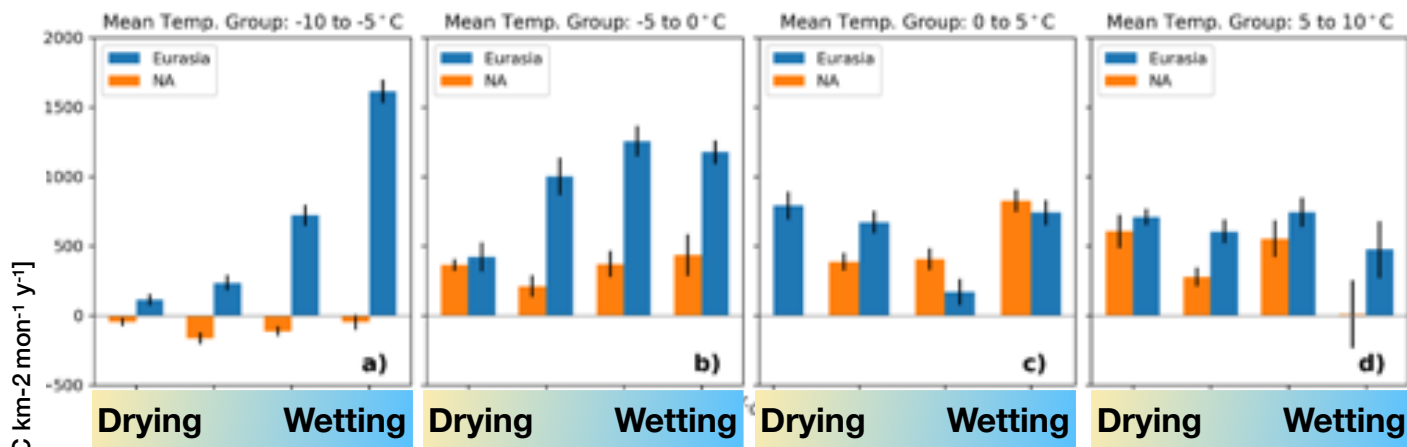 Mean Temp. Group: -10 to -5°C
Mean Temp. Group: -5 to 0°C
Mean Temp. Group: 0 to 5°C
Mean Temp. Group: 5 to 10°C
2000
1500
1000
500
0
-500
C km-2 mon-1 y-1]
Eurasia
NA
a)
Eurasia
NA
b)
Eurasia
NA
c)
Eurasia
NA
d)
Drying Wetting
Drying Wetting
Drying Wetting
Drying Wetting